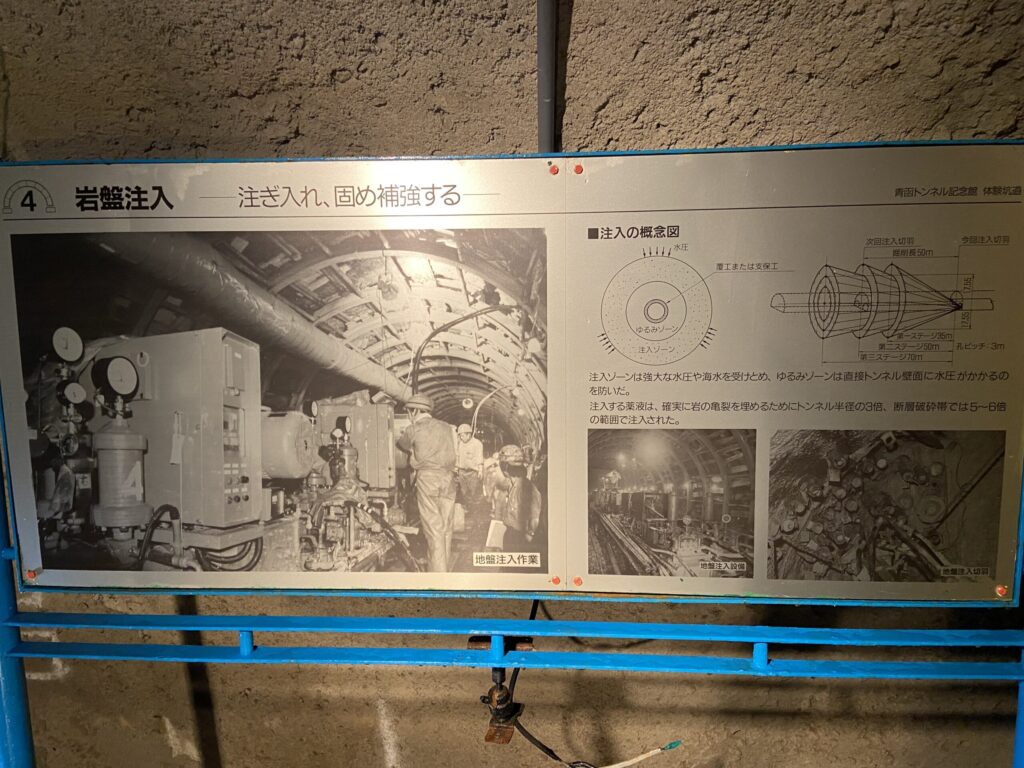 4 岩盤注入 ──注ぎ入れ、固め補強する──
青函トンネル記念館 体験坑道
地盤注入作業
■注入の概念図
水圧
覆工または支保工
ゆるみゾーン
注入ゾーン
次回注入切羽
今回注入切羽
掘削長50m
第一ステージ35m
第二ステージ50m
孔ピッチ:3m
第三ステージ70m
注入ゾーンは強大な水圧や海水を受けとめ、ゆるみゾーンは直接トンネル壁面に水圧がかかるの
を防いだ。
注入する薬液は、確実に岩の亀裂を埋めるためにトンネル半径の3倍、断層破砕帯では5〜6倍
の範囲で注入された。
地盤注入設備
地盤注入切羽